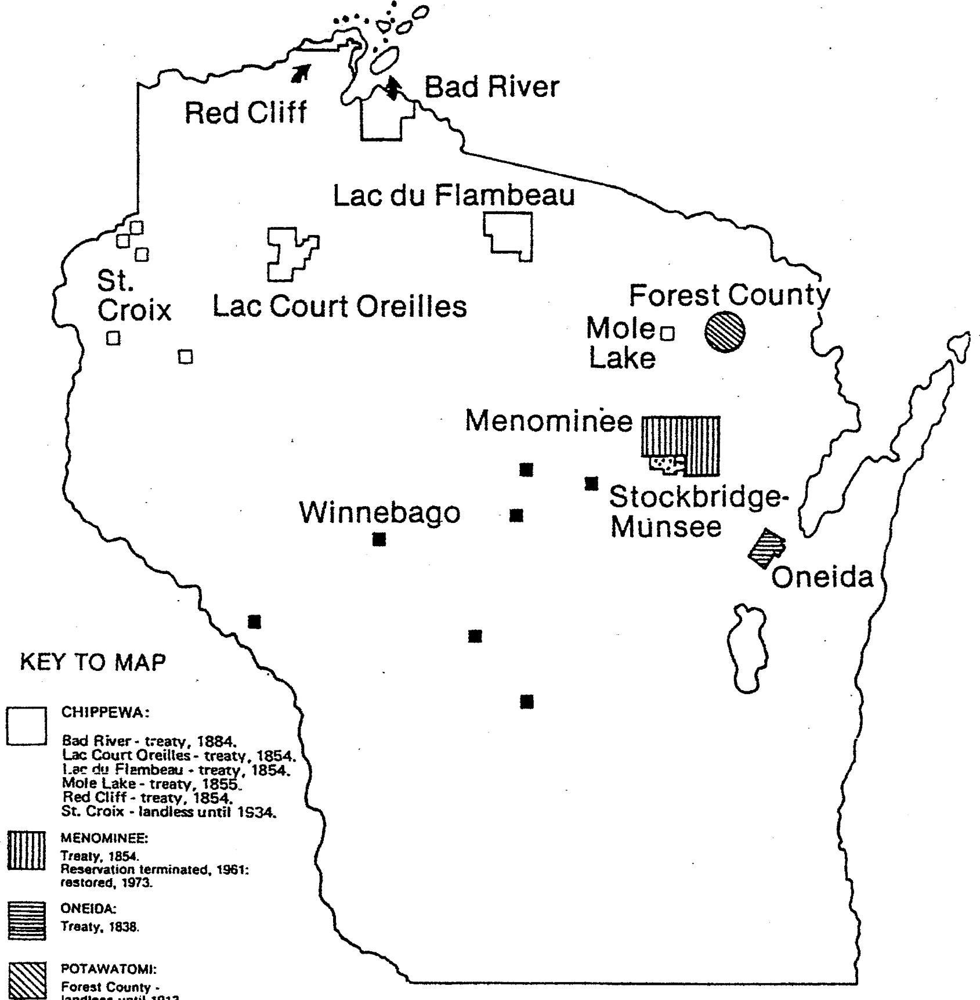 Bad River
Red Cliff
Lac du Flambeau
St.
Croix
Lac Court Oreilles
Forest County
Mole
Lake
Menominee
Stockbridge-
Munsee
Winnebago
Oneida
KEY TO MAP
CHIPPEWA:
Bad River - treaty, 1884.
Lac Court Oreilles - treaty, 1854.
Lac du Flambeau - treaty, 1854.
Mole Lake - treaty, 1855.
Red Cliff - treaty, 1854.
St. Croix - landless until 1934.
MENOMINEE:
Treaty, 1854.
Reservation terminated, 1961:
restored, 1973.
ONEIDA:
Treaty, 1838.
POTAWATOMI:
Forest County -
landless until 1913